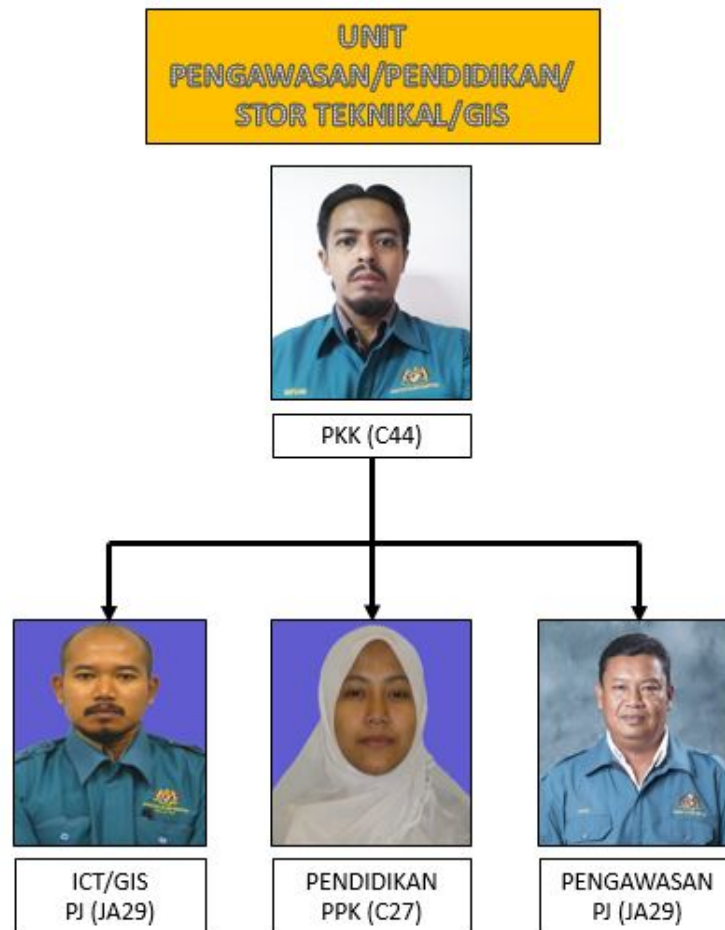 UNIT
PENGAWASAN/PENDIDIKAN/
STOR TEKNIKAL/GIS
PKK (C44)
ICT/GIS
PJ (JA29)
PENDIDIKAN
PPK (C27)
PENGAWASAN
PJ (JA29)